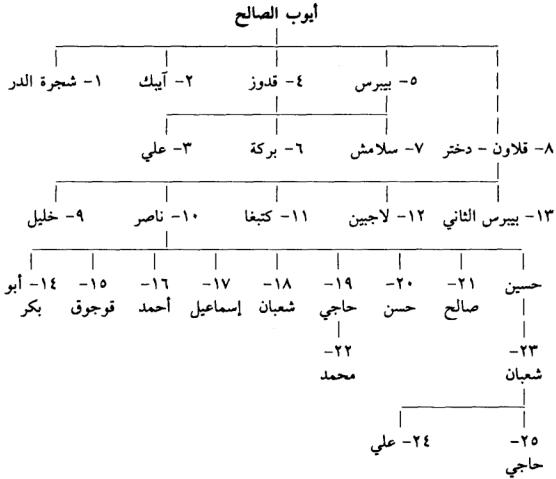 أيوب الصالح
٥- بيبرس ٤- قدوز ٢- آيبك ١- شجرة الدر
٨- قلاون - دختر ٧- سلامش ٦- بركة ٣- علي
١٣- بيبرس الثاني ١٢- لاجبين ١١- كتبغا ١٠- ناصر ٩- خليل
حسين ٢١- ٢٠- ١٩- ١٨- ١٧- ١٦- ١٥- ١٤- أبو
صالح حسن حاجي شعبان إسماعيل أحمد قوجوق بكر
٢٣- ٢٢-
شعبان محمد
٢٥- ٢٤- علي
حاجي